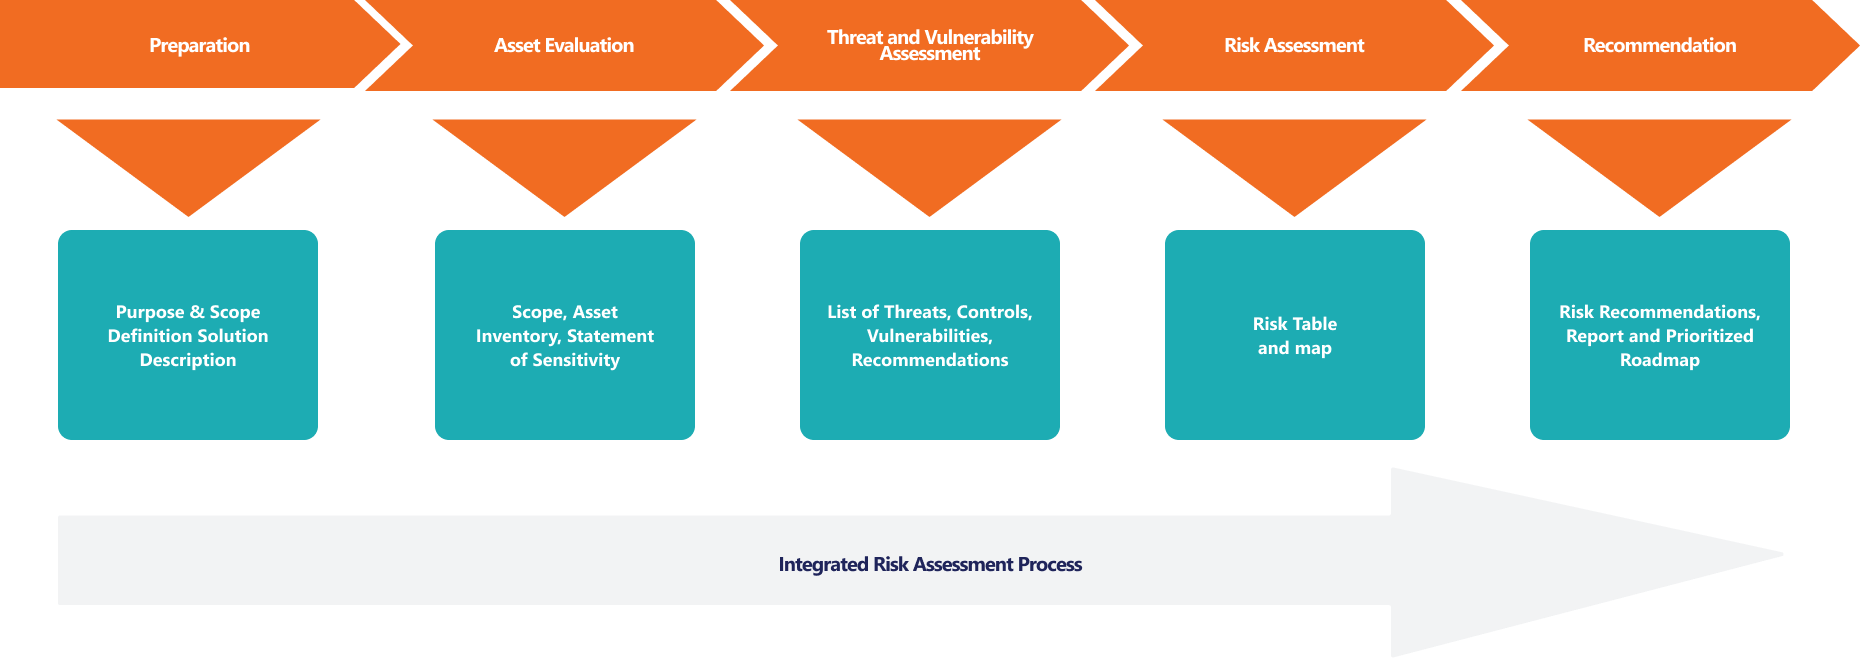 Preparation
Asset Evaluation
Threat and Vulnerability
Assessment
Risk Assessment
Recommendation
Purpose & Scope
Definition Solution
Description
Scope, Asset
Inventory, Statement
of Sensitivity
List of Threats, Controls,
Vulnerabilities,
Recommendations
Risk Table
and map
Risk Recommendations,
Report and Prioritized
Roadmap
Integrated Risk Assessment Process